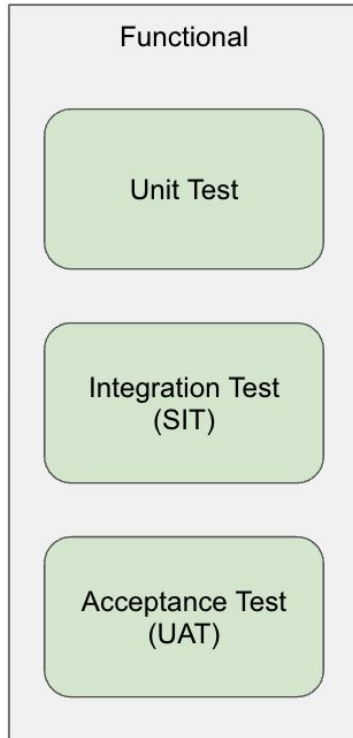 Functional
Unit Test
Integration Test
(SIT)
Acceptance Test
(UAT)